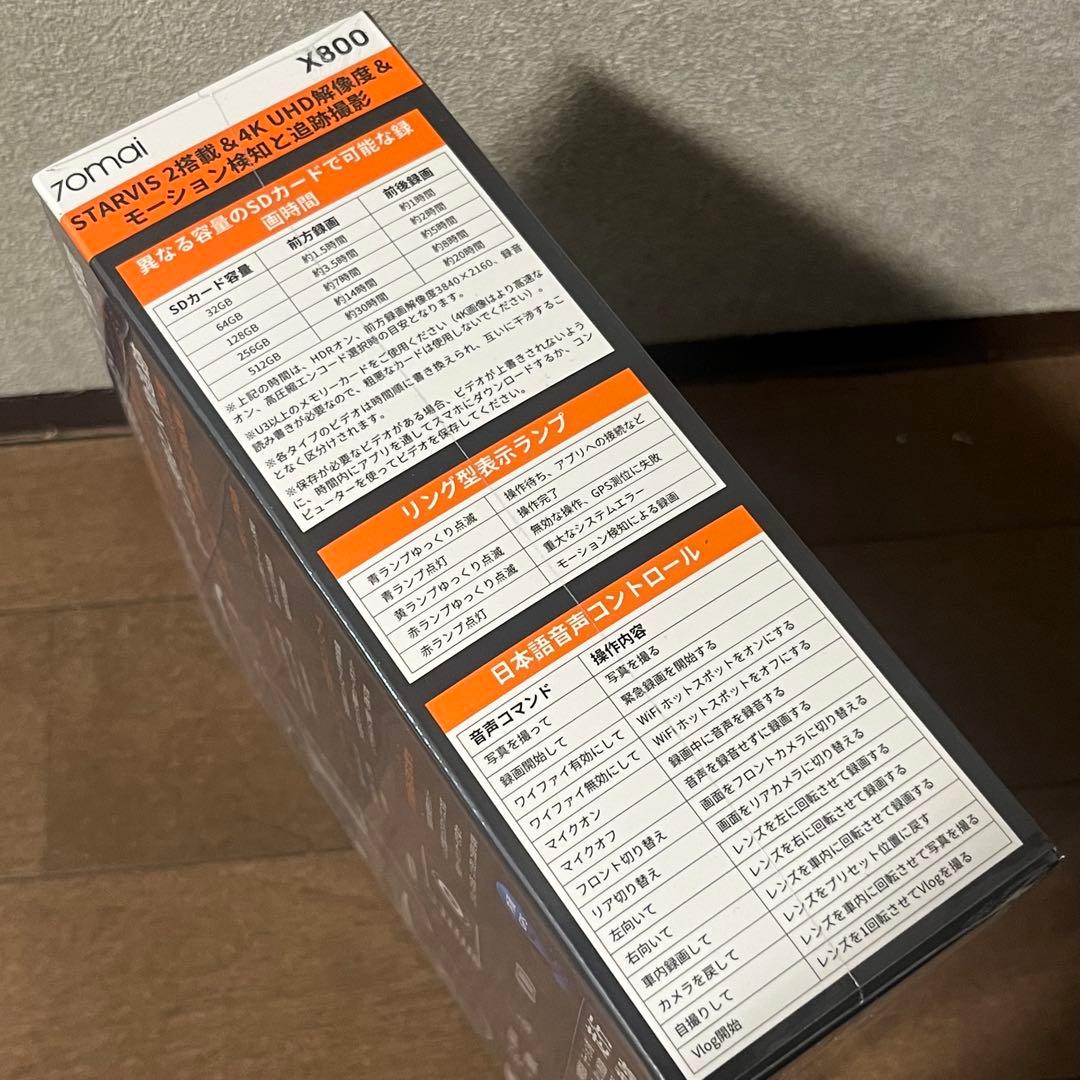 70mai
X800
STARVIS 2搭載＆4K UHD解像度＆
モーション検知と追跡撮影
異なる容量のSDカードで可能な録
画時間
SDカード容量 前方録画 前後録画
32GB 約1.5時間 約1時間
64GB 約3.5時間 約2時間
128GB 約7時間 約5時間
256GB 約14時間 約8時間
512GB 約30時間 約20時間
※上記の時間は、HDRオン、前方録画解像度3840×2160、録音
オン、高圧縮エンコード選択時の目安となります。
※U3以上のメモリーカードをご使用ください（4K画像はより高速な
読み書きが必要なので、粗悪なカードは使用しないでください）。
※各タイプのビデオは時間順に書き換えられ、互いに干渉するこ
となく区分けされます。
※保存が必要なビデオがある場合、ビデオが上書きされないよう
に、時間内にアプリを通してスマホにダウンロードするか、コン
ピューターを使ってビデオを保存してください。
リング型表示ランプ
青ランプゆっくり点滅 操作待ち、アプリへの接続など
青ランプ点灯 操作完了
黄ランプゆっくり点滅 無効な操作、GPS測位に失敗
赤ランプゆっくり点滅 重大なシステムエラー
赤ランプ点灯 モーション検知による録画
日本語音声コントロール
音声コマンド 操作内容
写真を撮って 写真を撮る
録画開始して 緊急録画を開始する
ワイファイ有効にして WiFi ホットスポットをオンにする
ワイファイ無効にして WiFi ホットスポットをオフにする
マイクオン 録画中に音声を録音する
マイクオフ 音声を録音せずに録画する
フロント切り替え 画面をフロントカメラに切り替える
リア切り替え 画面をリアカメラに切り替える
左向いて レンズを左に回転させて録画する
右向いて レンズを右に回転させて録画する
車内録画して レンズを車内に回転させて録画する
カメラを戻して レンズをプリセット位置に戻す
自撮りして レンズを車内に回転させて写真を撮る
Vlog開始 レンズを1回転させてVlogを撮る